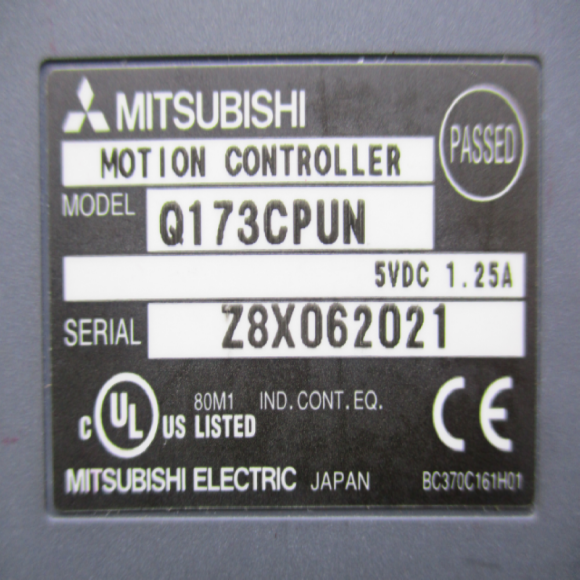 MITSUBISHI
PASSED
MOTION CONTROLLER
MODEL Q173CPUN
5VDC 1.25A
SERIAL Z8X062021
C UL US LISTED 80M1 IND.CONT.EQ.
CE
MITSUBISHI ELECTRIC JAPAN BC370C161H01